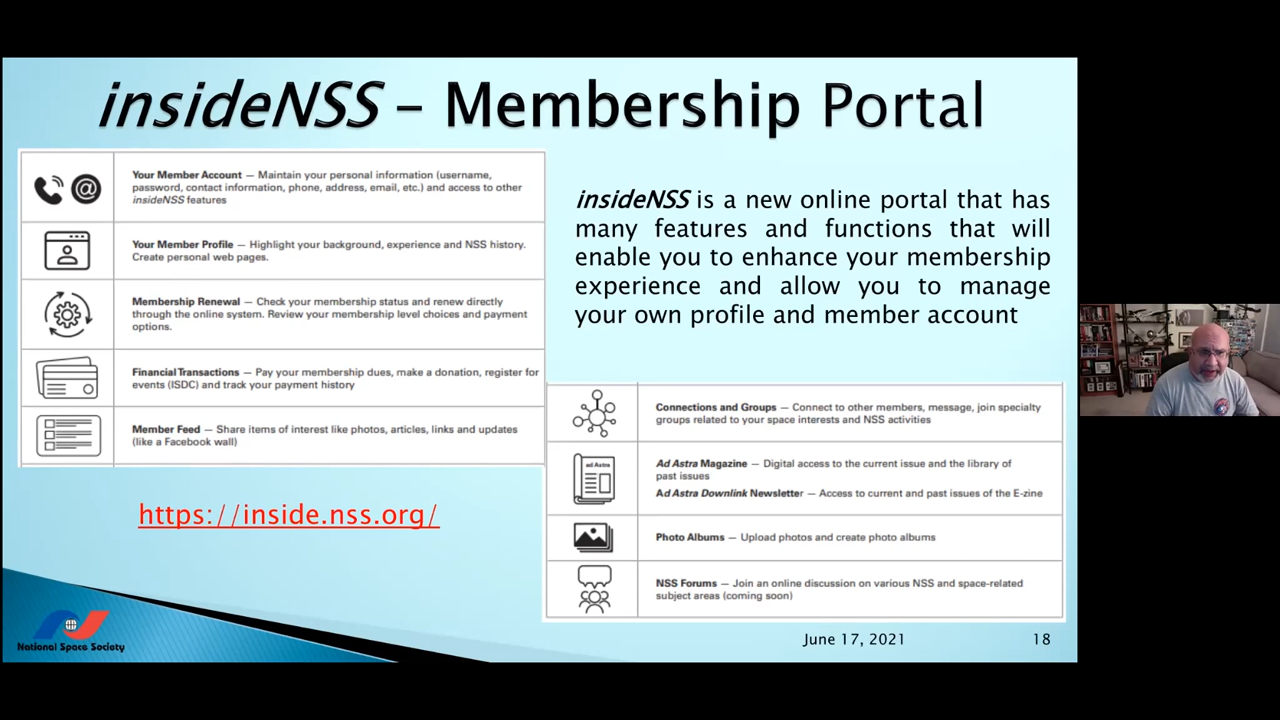 insideNSS – Membership Portal
Your Member Account — Maintain your personal information (username,
password, contact information, phone, address, email, etc.) and access to other
insideNSS features
Your Member Profile — Highlight your background, experience and NSS history.
Create personal web pages.
Membership Renewal — Check your membership status and renew directly
through the online system. Review your membership level choices and payment
options.
Financial Transactions — Pay your membership dues, make a donation, register for
events (ISDC) and track your payment history
Member Feed — Share items of interest like photos, articles, links and updates
(like a Facebook wall)
https://inside.nss.org/
insideNSS is a new online portal that has
many features and functions that will
enable you to enhance your membership
experience and allow you to manage
your own profile and member account
Connections and Groups — Connect to other members, message, join specialty
groups related to your space interests and NSS activities
ad Astra
Ad Astra Magazine — Digital access to the current issue and the library of
past issues
Ad Astra Downlink Newsletter — Access to current and past issues of the E-zine
Photo Albums — Upload photos and create photo albums
NSS Forums — Join an online discussion on various NSS and space-related
subject areas (coming soon)
National Space Society
June 17, 2021
18